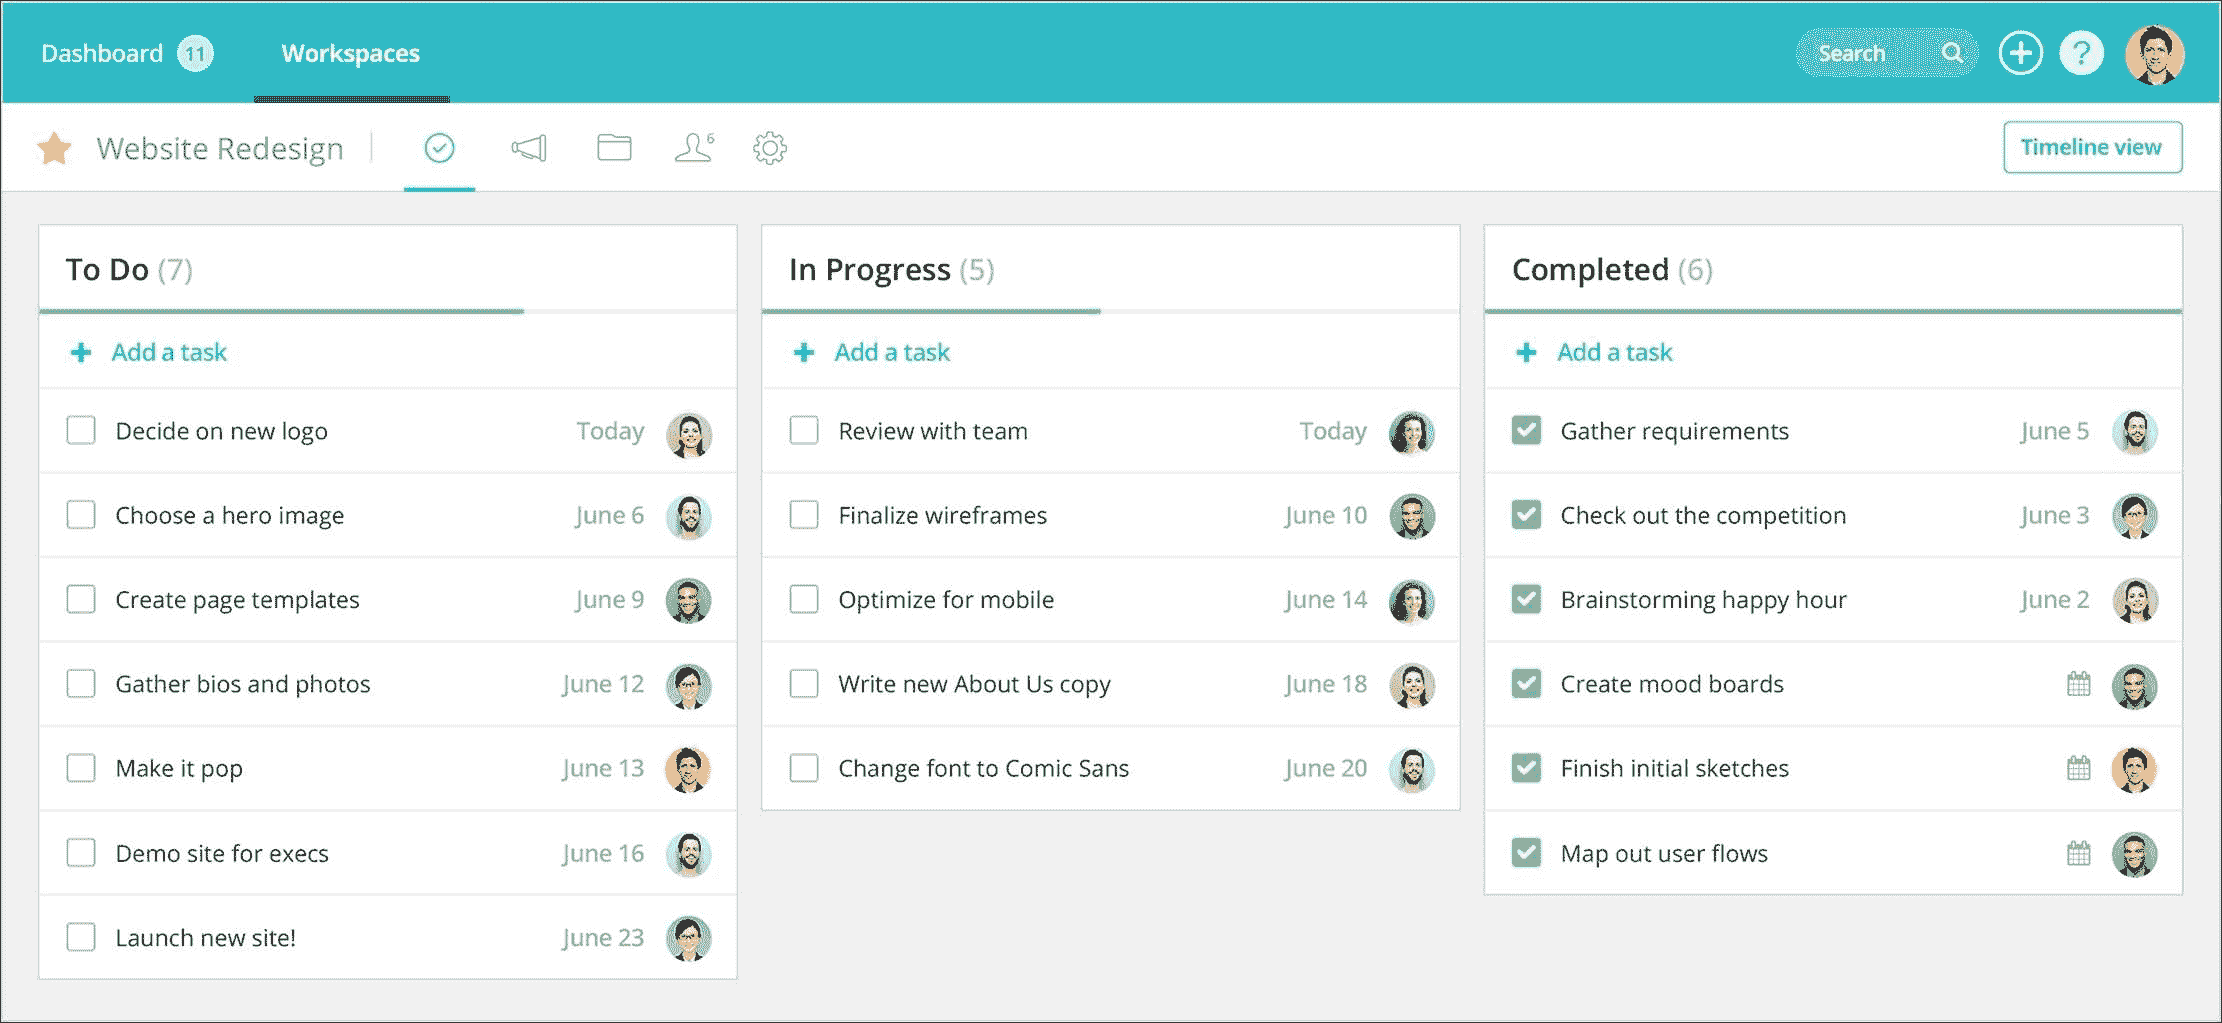 Dashboard 11 Workspaces Search ?
Website Redesign 6 Timeline view
To Do (7)
Add a task
Decide on new logo Today
Choose a hero image June 6
Create page templates June 9
Gather bios and photos June 12
Make it pop June 13
Demo site for execs June 16
Launch new site! June 23
In Progress (5)
Add a task
Review with team Today
Finalize wireframes June 10
Optimize for mobile June 14
Write new About Us copy June 18
Change font to Comic Sans June 20
Completed (6)
Add a task
Gather requirements June 5
Check out the competition June 3
Brainstorming happy hour June 2
Create mood boards
Finish initial sketches
Map out user flows